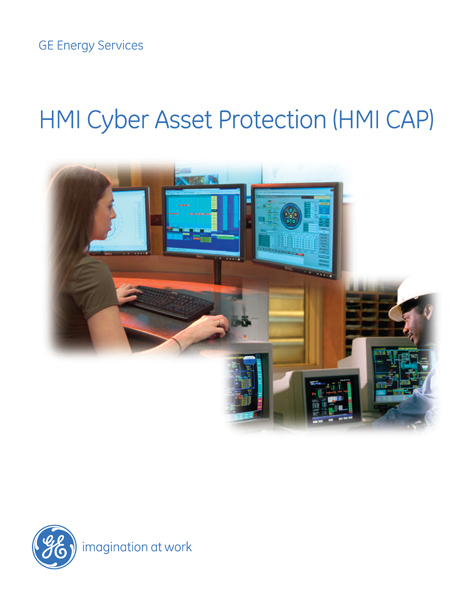 GE Energy Services
HMI Cyber Asset Protection (HMI CAP)
imagination at work